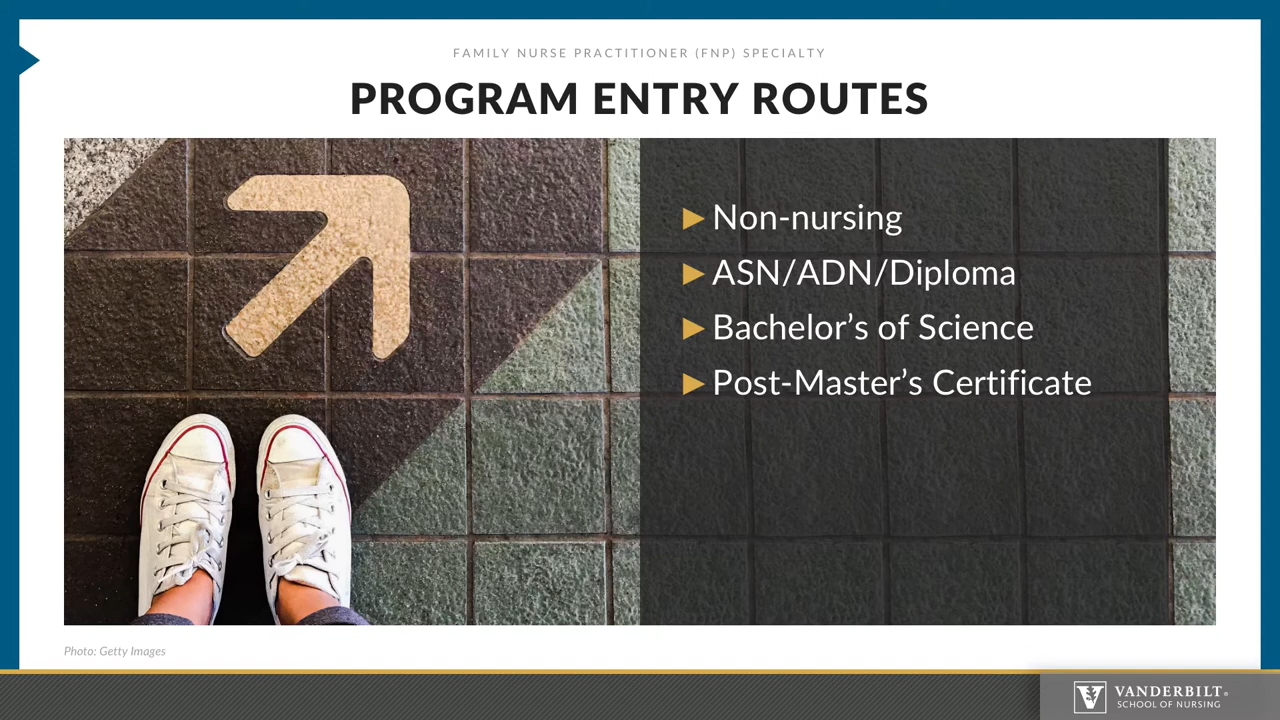 FAMILY NURSE PRACTITIONER (FNP) SPECIALTY
PROGRAM ENTRY ROUTES
▶ Non-nursing
▶ ASN/ADN/Diploma
▶ Bachelor’s of Science
▶ Post-Master’s Certificate
Photo: Getty Images
V VANDERBILT®
SCHOOL OF NURSING